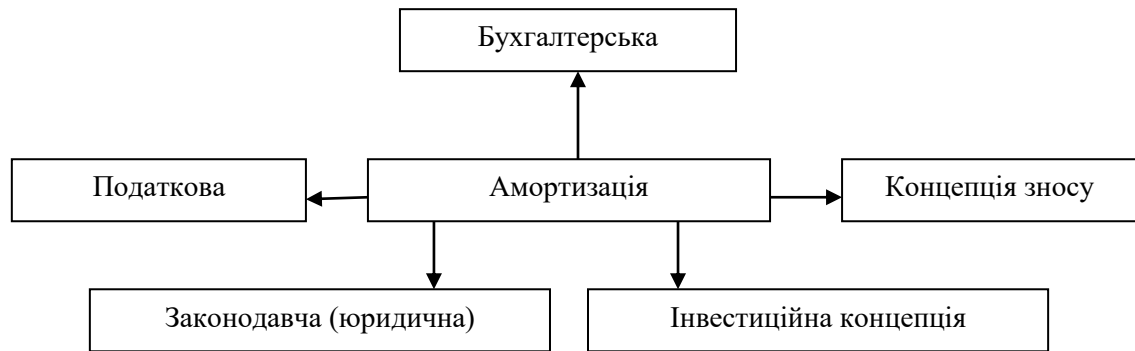 Бухгалтерська
Податкова
Амортизація
Концепція зносу
Законодавча (юридична)
Інвестиційна концепція